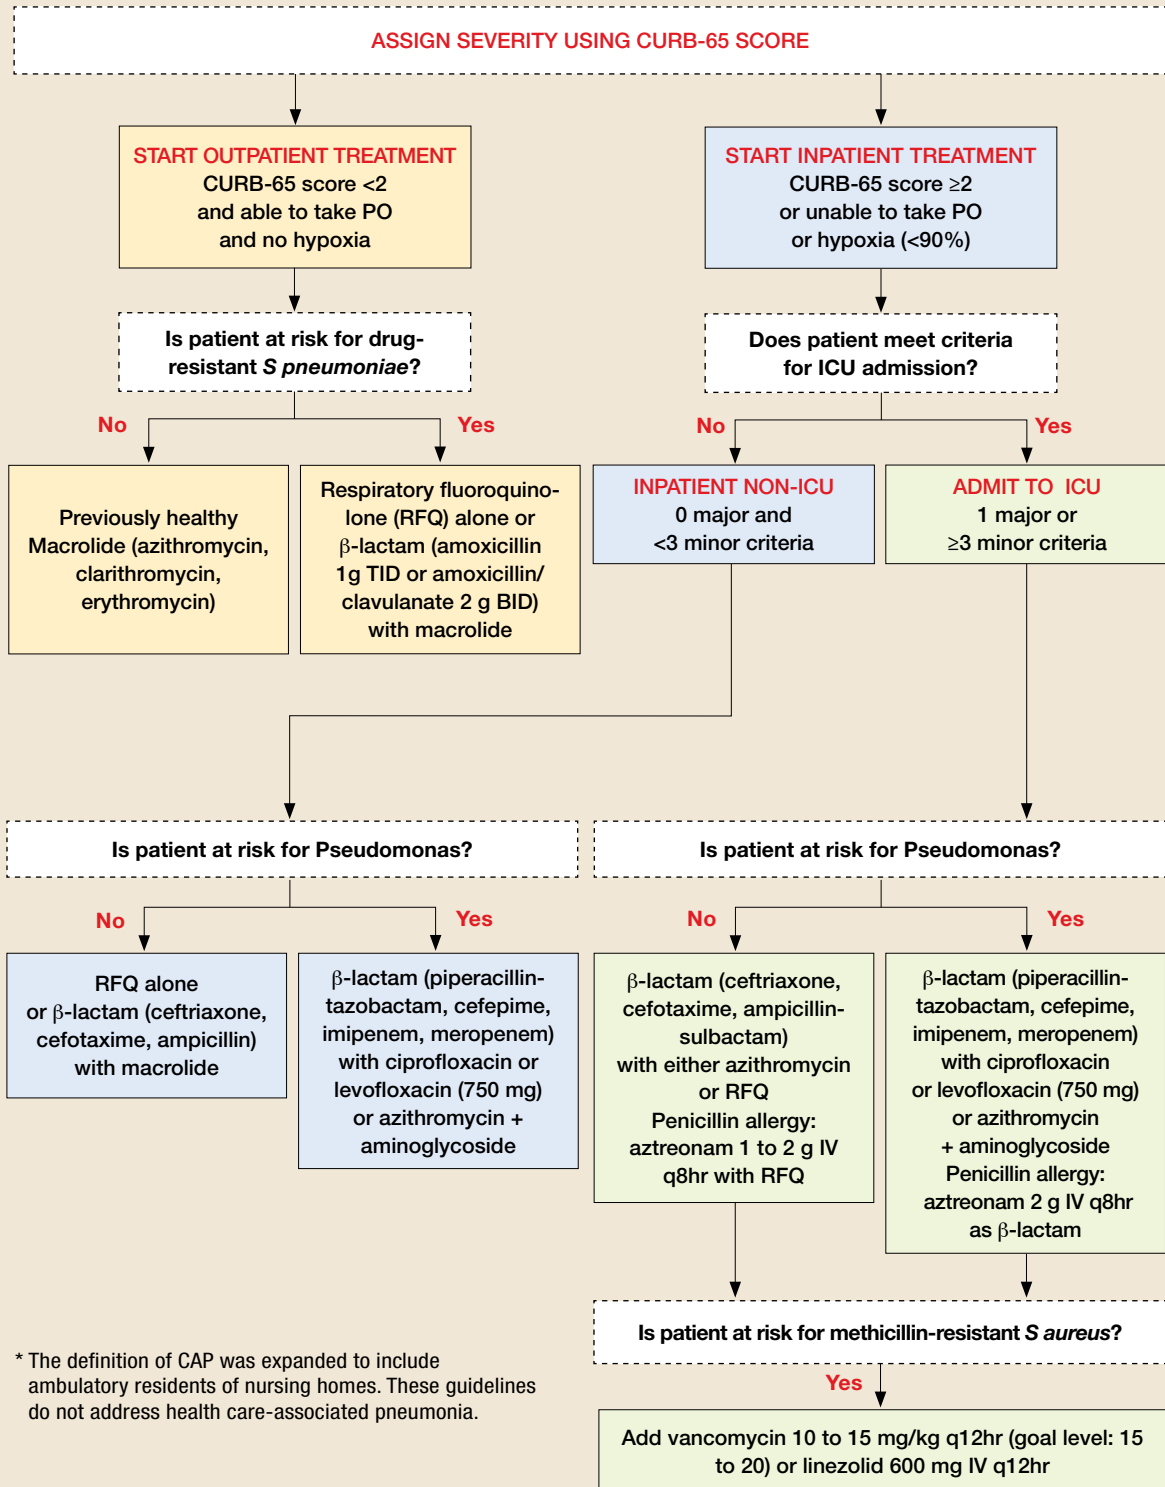 ASSIGN SEVERITY USING CURB-65 SCORE
START OUTPATIENT TREATMENT
CURB-65 score <2
and able to take PO
and no hypoxia
START INPATIENT TREATMENT
CURB-65 score ≥2
or unable to take PO
or hypoxia (<90%)
Is patient at risk for drug-
resistant S pneumoniae?
Does patient meet criteria
for ICU admission?
No
Yes
No
Yes
Previously healthy
Macrolide (azithromycin,
clarithromycin,
erythromycin)
Respiratory fluoroquino-
lone (RFQ) alone or
β-lactam (amoxicillin
1g TID or amoxicillin/
clavulanate 2 g BID)
with macrolide
INPATIENT NON-ICU
0 major and
<3 minor criteria
ADMIT TO ICU
1 major or
≥3 minor criteria
Is patient at risk for Pseudomonas?
Is patient at risk for Pseudomonas?
No
Yes
No
Yes
RFQ alone
or β-lactam (ceftriaxone,
cefotaxime, ampicillin)
with macrolide
β-lactam (piperacillin-
tazobactam, cefepime,
imipenem, meropenem)
with ciprofloxacin or
levofloxacin (750 mg)
or azithromycin +
aminoglycoside
β-lactam (ceftriaxone,
cefotaxime, ampicillin-
sulbactam)
with either azithromycin
or RFQ
Penicillin allergy:
aztreonam 1 to 2 g IV
q8hr with RFQ
β-lactam (piperacillin-
tazobactam, cefepime,
imipenem, meropenem)
with ciprofloxacin
or levofloxacin (750 mg)
or azithromycin
+ aminoglycoside
Penicillin allergy:
aztreonam 2 g IV q8hr
as β-lactam
Is patient at risk for methicillin-resistant S aureus?
Yes
Add vancomycin 10 to 15 mg/kg q12hr (goal level: 15
to 20) or linezolid 600 mg IV q12hr
* The definition of CAP was expanded to include
ambulatory residents of nursing homes. These guidelines
do not address health care-associated pneumonia.